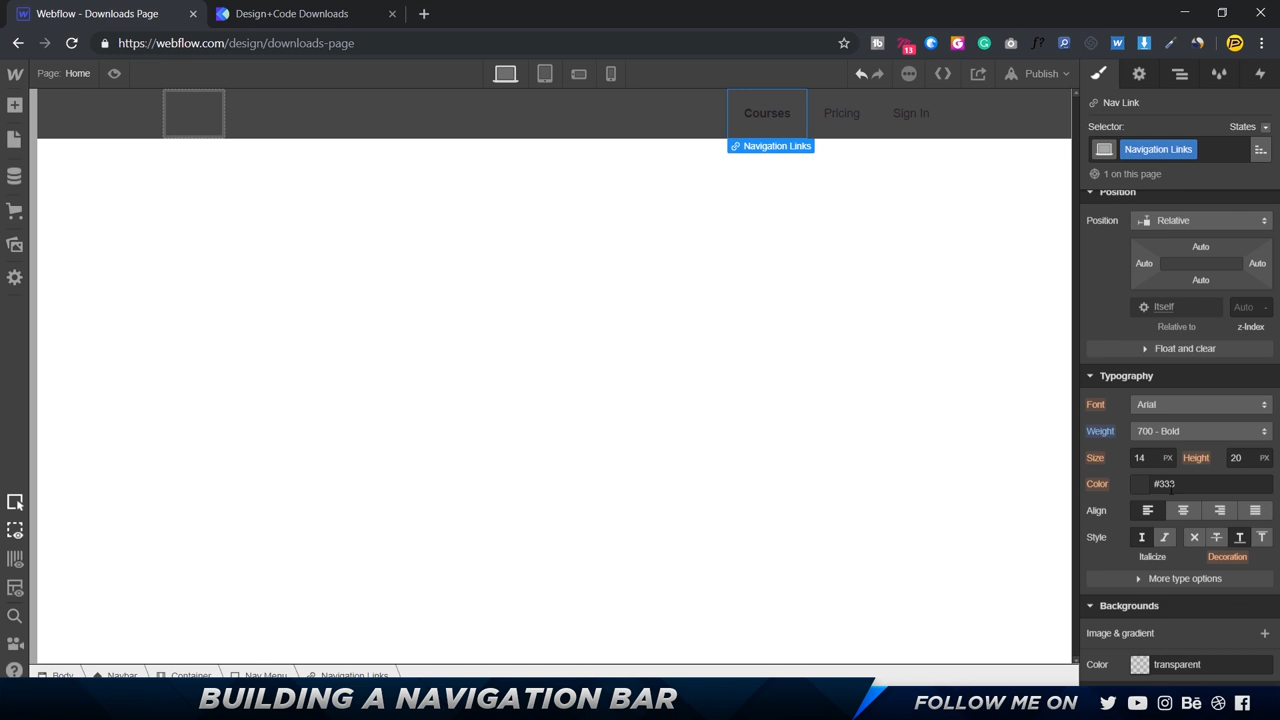 Webflow - Downloads Page
Design+Code Downloads
https://webflow.com/design/downloads-page
13
Page: Home
Publish
Courses
Pricing
Sign In
Navigation Links
Nav Link
Selector:
States
Navigation Links
1 on this page
Position
Position
Relative
Auto
Auto
Auto
Auto
Itself
Auto
-
Relative to
z-Index
Float and clear
Typography
Font
Arial
Weight
700 - Bold
Size
14
PX
Height
20
PX
Color
#333
Align
Style
Italicize
Decoration
More type options
Backgrounds
Image & gradient
Color
transparent
Body
Navbar
Container
Nav Menu
Navigation Links
BUILDING A NAVIGATION BAR
FOLLOW ME ON